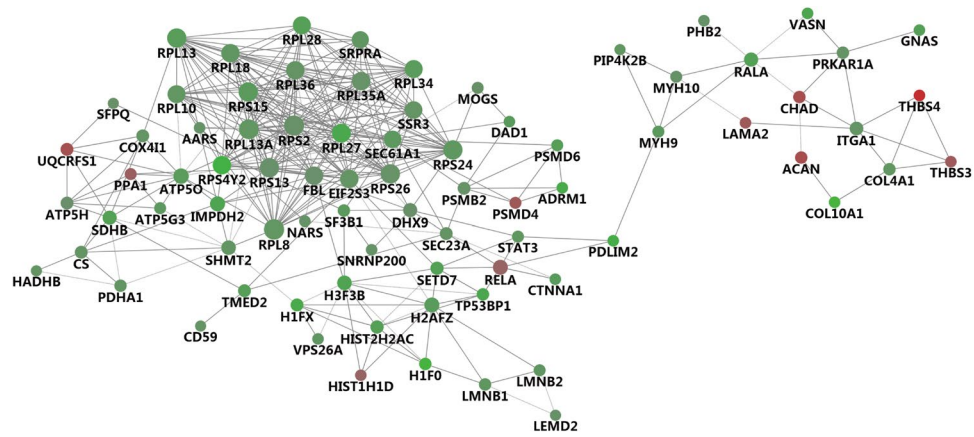 RPL13
RPL28
RPL18
SRPRA
RPL36
RPL35A
RPL34
RPL10
RPS15
SSR3
MOGS
SFPQ
COX4I1
AARS
RPL13A
RPS2
RPL27
SEC61A1
DAD1
RPS24
PSMD6
UQCRFS1
PPA1
ATP5O
RPS4Y2
RPS13
FBL
EIF2S3
RPS26
PSMB2
ADRM1
PSMD4
ATP5H
ATP5G3
IMPDH2
SDHB
RPL8
NARS
SF3B1
DHX9
SEC23A
STAT3
PDLIM2
CS
SHMT2
SNRNP200
HADHB
PDHA1
TMED2
H3F3B
SETD7
RELA
CTNNA1
CD59
H1FX
H2AFZ
TP53BP1
VPS26A
HIST2H2AC
HIST1H1D
H1F0
LMNB1
LMNB2
LEMD2
PIP4K2B
PHB2
VASN
GNAS
MYH10
RALA
PRKAR1A
CHAD
THBS4
MYH9
LAMA2
ITGA1
ACAN
COL4A1
THBS3
COL10A1